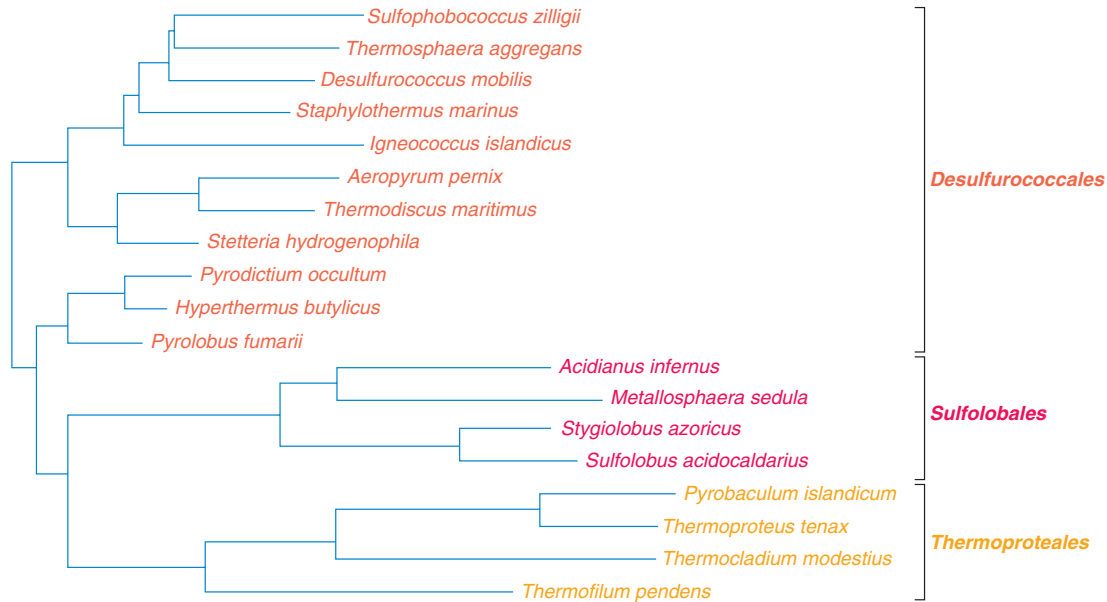 Sulfophobococcus zilligii
Thermosphaera aggregans
Desulfurococcus mobilis
Staphylothermus marinus
Igneococcus islandicus
Aeropyrum pernix
Thermodiscus maritimus
Stetteria hydrogenophila
Pyrodictium occultum
Hyperthermus butylicus
Pyrolobus fumarii
Desulfurococcales
Acidianus infernus
Metallosphaera sedula
Stygiolobus azoricus
Sulfolobus acidocaldarius
Sulfolobales
Pyrobaculum islandicum
Thermoproteus tenax
Thermocladium modestius
Thermofilum pendens
Thermoproteales